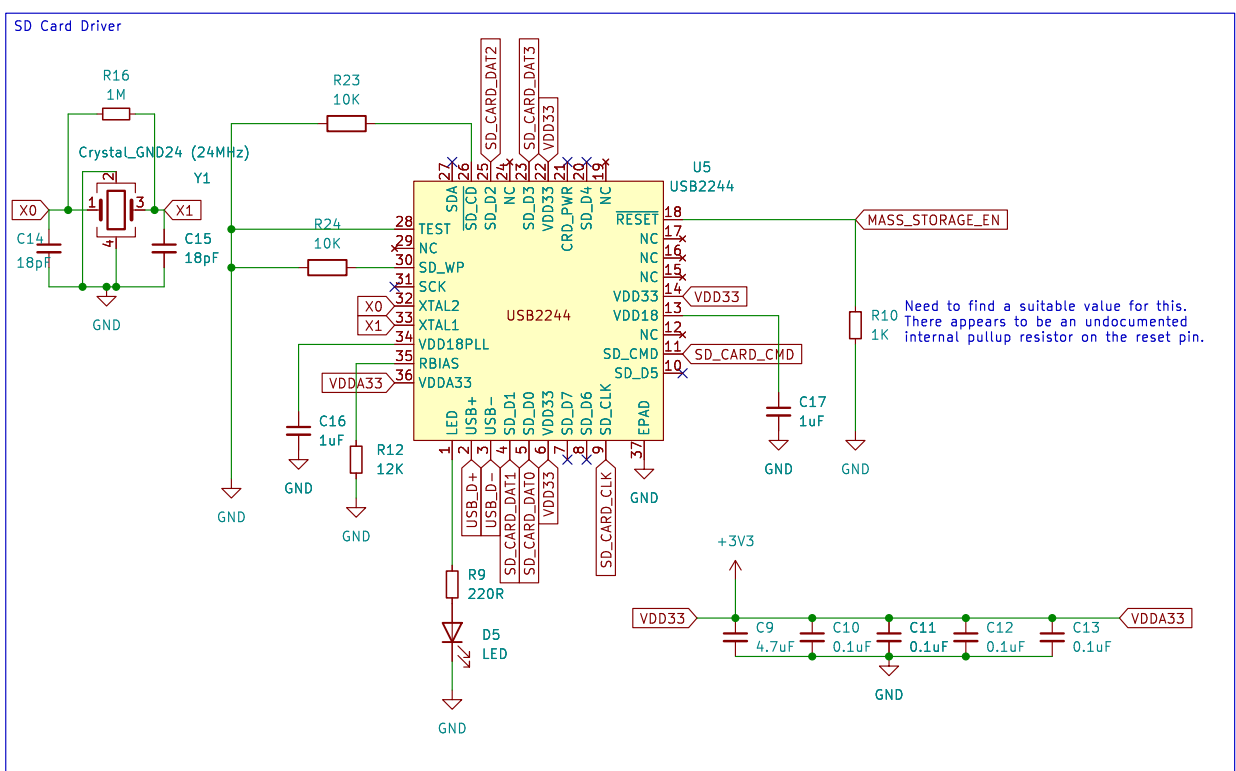 SD Card Driver
R16
1M
Crystal_GND24 (24MHz)
Y1
2
1
3
4
X0
X1
C14
18pF
C15
18pF
GND
R23
10K
R24
10K
GND
SD_CARD_DAT2
SD_CARD_DAT3
VDD33
27
26
25
24
23
22
21
20
19
SDA
SD_CD
SD_D2
NC
SD_D3
VDD33
CRD_PWR
SD_D4
NC
U5
USB2244
USB2244
28 TEST
29 NC
30 SD_WP
31 SCK
X0 32 XTAL2
X1 33 XTAL1
34 VDD18PLL
35 RBIAS
VDDA33 36 VDDA33
RESET 18 MASS_STORAGE_EN
NC 17
NC 16
NC 15
VDD33 14 VDD33
VDD18 13
NC 12
SD_CMD 11 SD_CARD_CMD
SD_D5 10
LED
USB+
USB-
SD_D1
SD_D0
VDD33
SD_D7
SD_D6
SD_CLK
EPAD
1
2
3
4
5
6
7
8
9
37
USB_D+
USB_D-
SD_CARD_DAT1
SD_CARD_DAT0
VDD33
SD_CARD_CLK
GND
C16
1uF
GND
R12
12K
GND
R9
220R
D5
LED
GND
C17
1uF
GND
R10
1K
GND
Need to find a suitable value for this.
There appears to be an undocumented
internal pullup resistor on the reset pin.
+3V3
VDD33
VDDA33
C9
4.7uF
C10
0.1uF
C11
0.1uF
C12
0.1uF
C13
0.1uF
GND